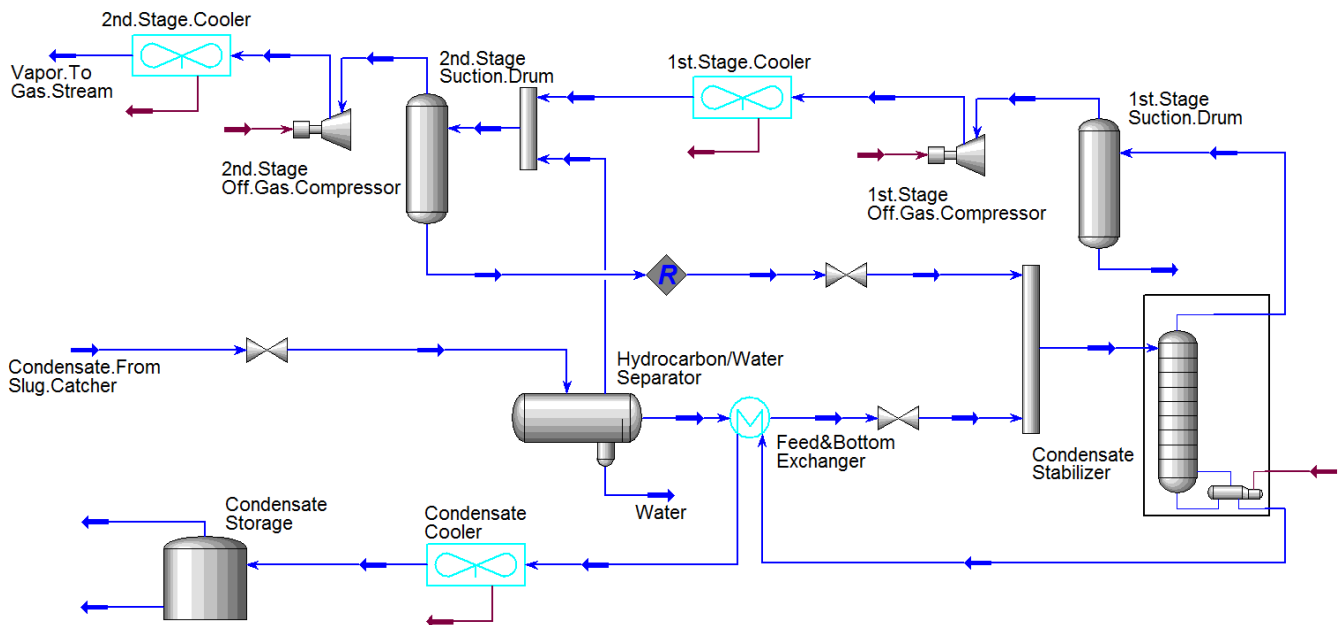 2nd.Stage.Cooler
Vapor.To
Gas.Stream
2nd.Stage
Off.Gas.Compressor
2nd.Stage
Suction.Drum
1st.Stage.Cooler
1st.Stage
Off.Gas.Compressor
1st.Stage
Suction.Drum
R
Condensate.From
Slug.Catcher
Hydrocarbon/Water
Separator
Feed&Bottom
Exchanger
Condensate
Stabilizer
Water
Condensate
Storage
Condensate
Cooler